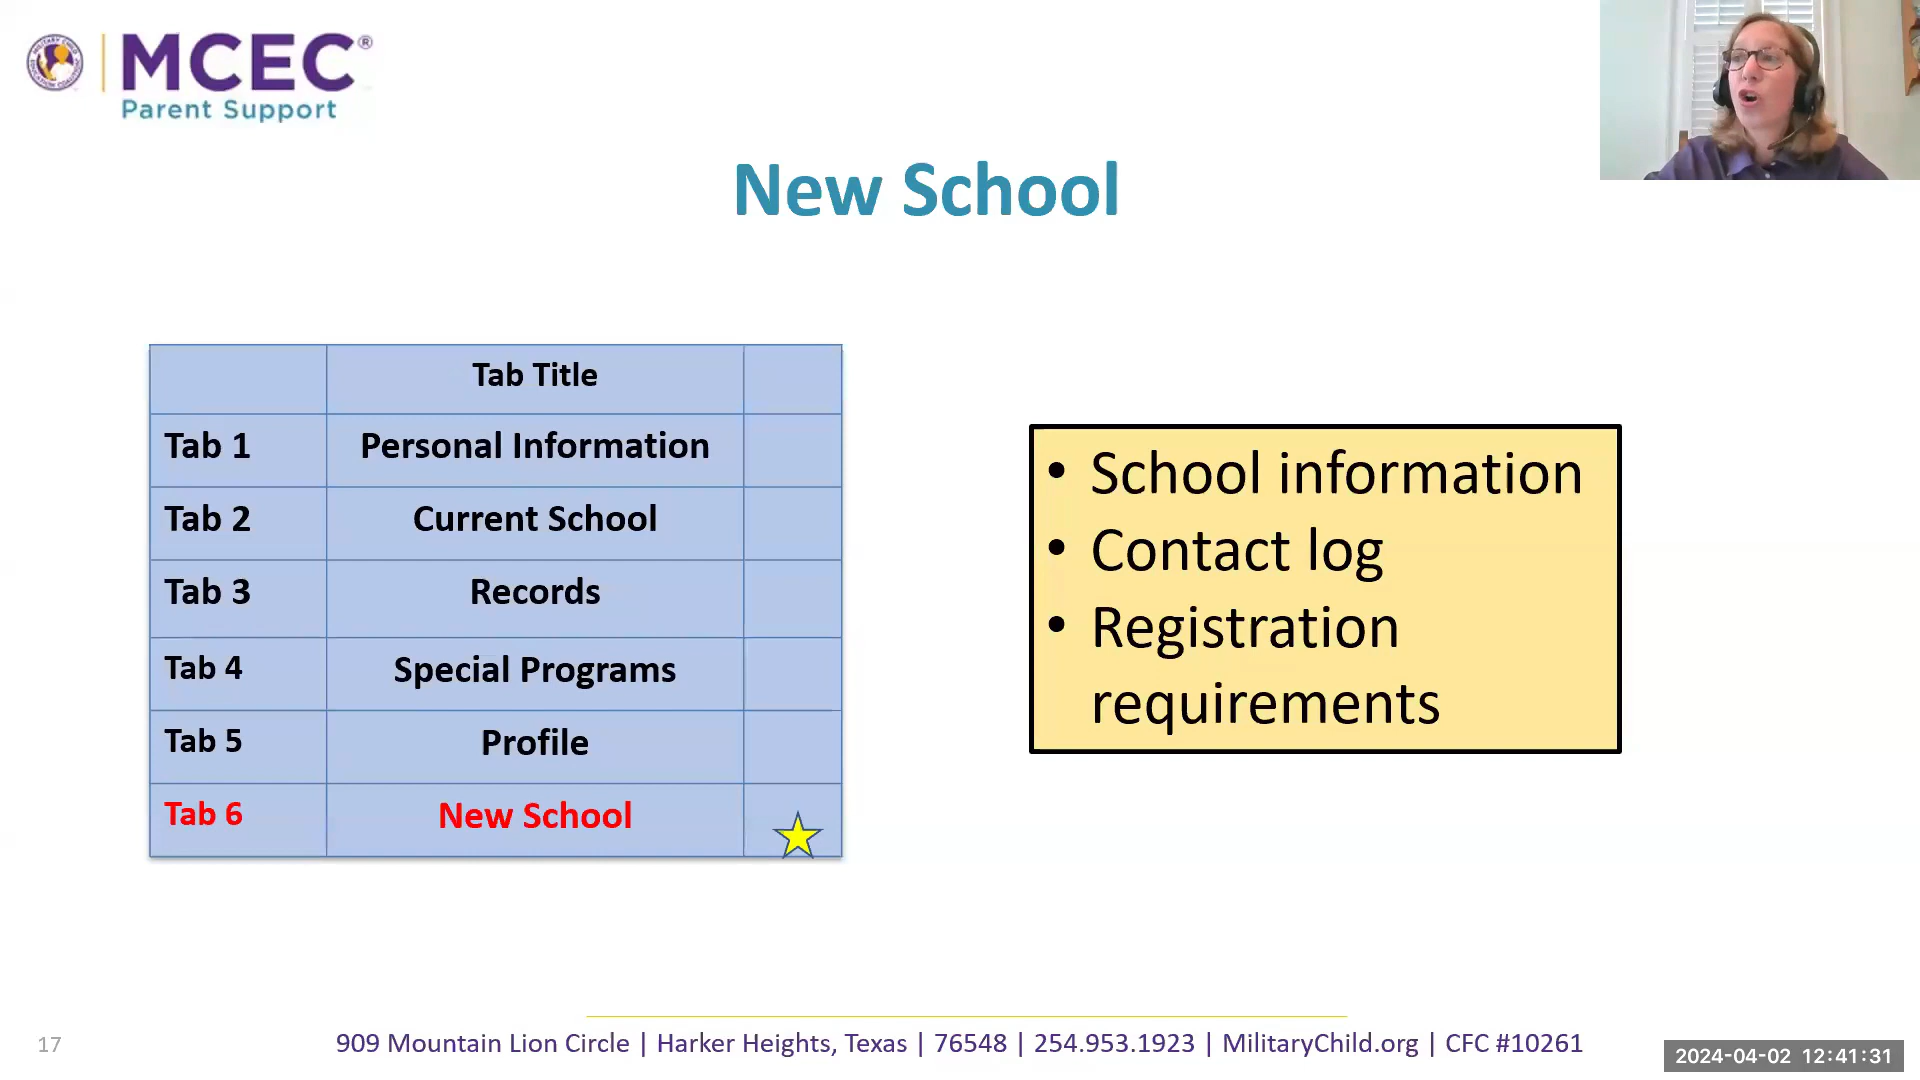 MCEC®
Parent Support
New School
Tab Title
Tab 1 Personal Information
Tab 2 Current School
Tab 3 Records
Tab 4 Special Programs
Tab 5 Profile
Tab 6 New School
• School information
• Contact log
• Registration
requirements
17
909 Mountain Lion Circle | Harker Heights, Texas | 76548 | 254.953.1923 | MilitaryChild.org | CFC #10261
2024-04-02 12:41:31